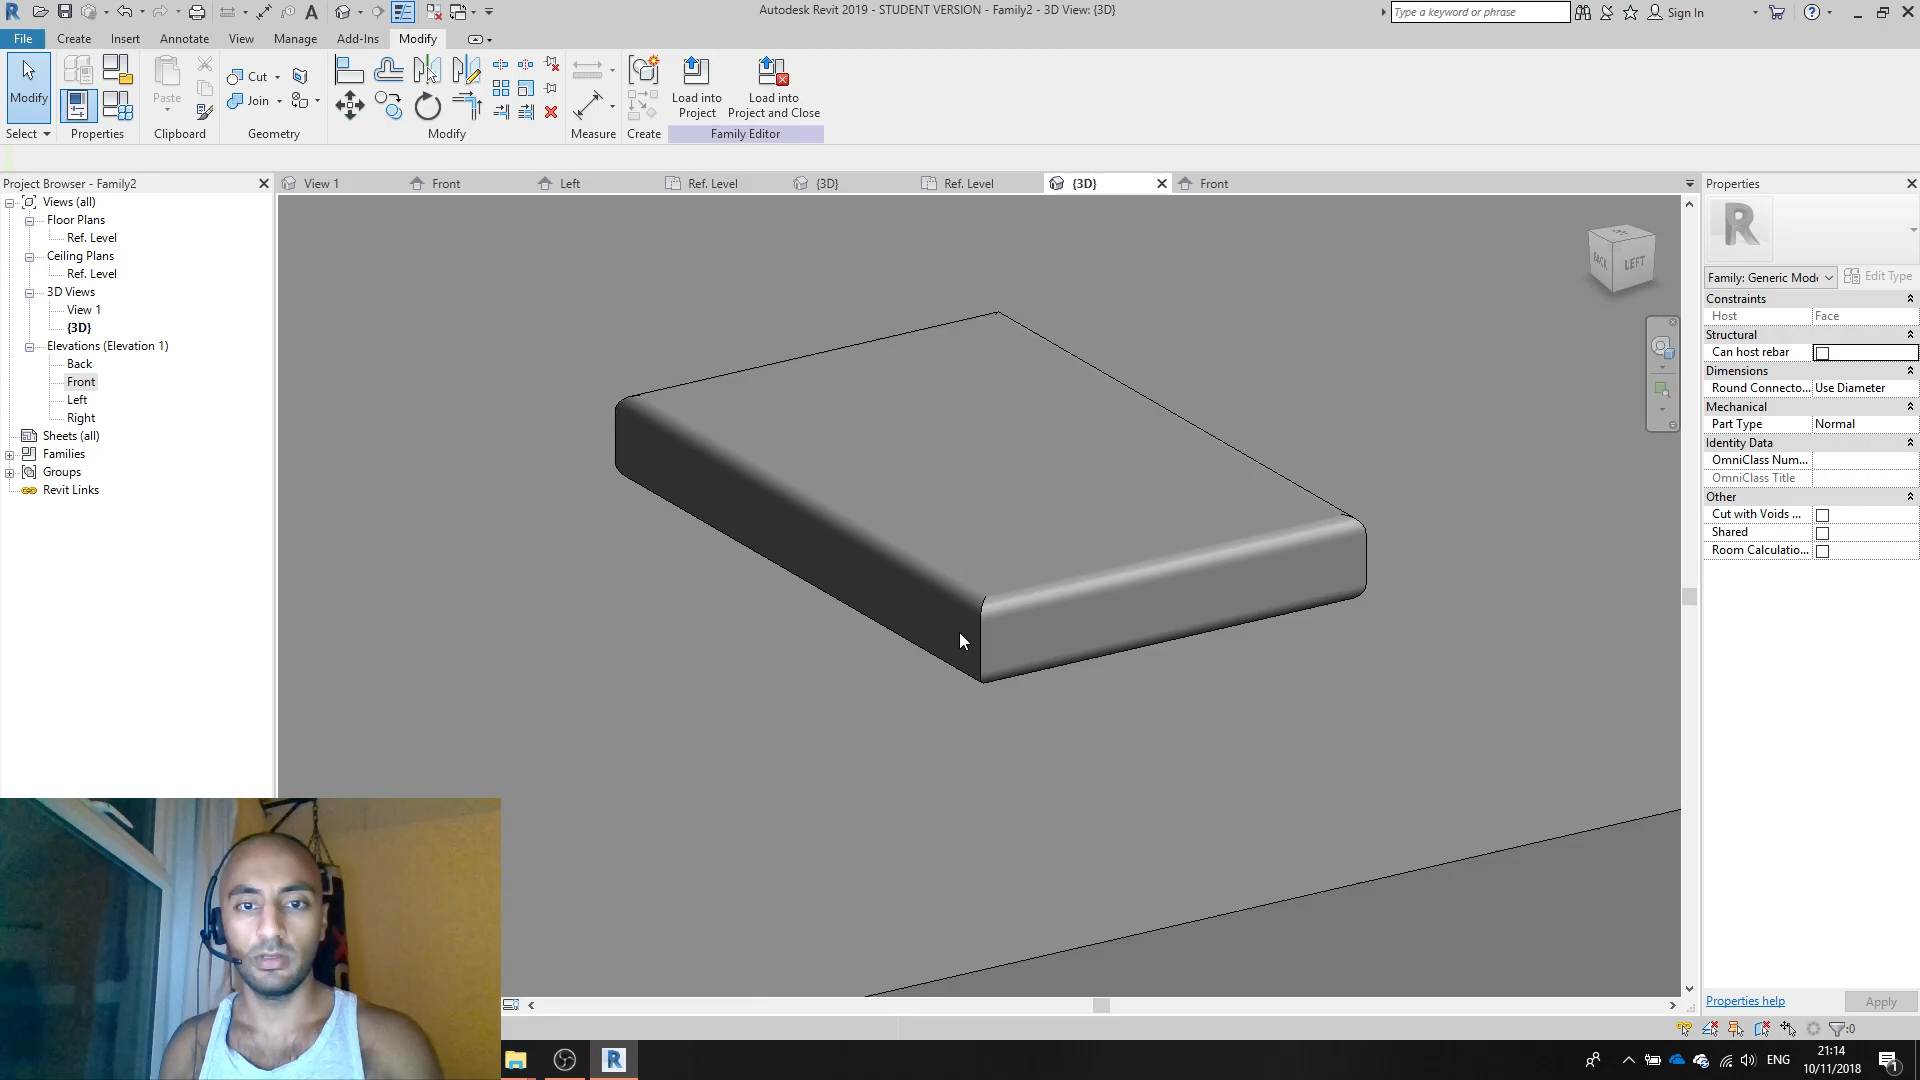 Autodesk Revit 2019 - STUDENT VERSION - Family2 - 3D View: {3D}
Type a keyword or phrase
Sign In
File
Create
Insert
Annotate
View
Manage
Add-Ins
Modify
Modify
Paste
Cut
Join
Load into
Project
Load into
Project and Close
Select
Properties
Clipboard
Geometry
Modify
Measure
Create
Family Editor
Project Browser - Family2
View 1
Front
Left
Ref. Level
{3D}
Ref. Level
{3D}
Front
Views (all)
Floor Plans
Ref. Level
Ceiling Plans
Ref. Level
3D Views
View 1
{3D}
Elevations (Elevation 1)
Back
Front
Left
Right
Sheets (all)
Families
Groups
Revit Links
BACK
LEFT
Properties
Family: Generic Mode
Edit Type
Constraints
Host
Face
Structural
Can host rebar
Dimensions
Round Connecto...
Use Diameter
Mechanical
Part Type
Normal
Identity Data
OmniClass Num...
OmniClass Title
Other
Cut with Voids ...
Shared
Room Calculatio...
Properties help
Apply
:0
ENG
21:14
10/11/2018